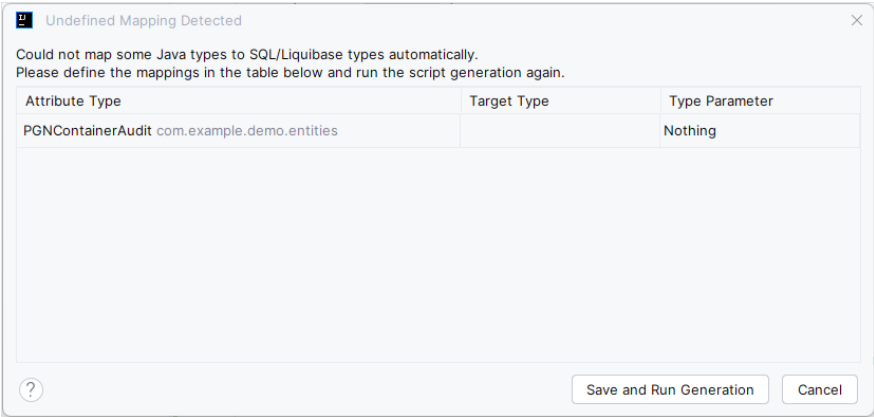 Undefined Mapping Detected
Could not map some Java types to SQL/Liquibase types automatically.
Please define the mappings in the table below and run the script generation again.
Attribute Type Target Type Type Parameter
PGNContainerAudit com.example.demo.entities Nothing
? Save and Run Generation Cancel